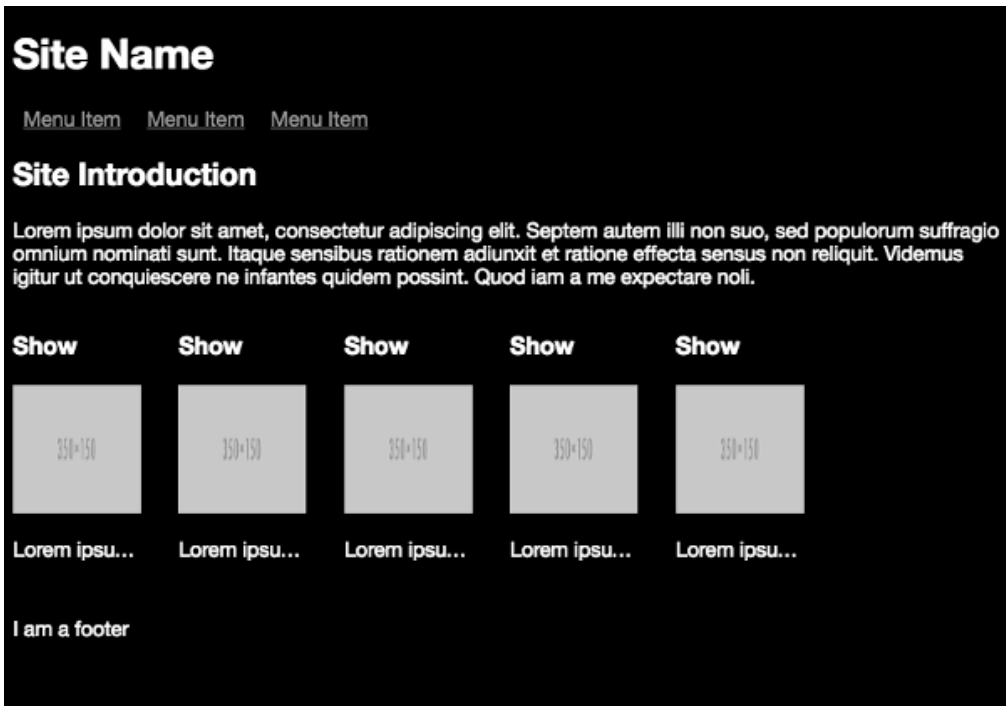 Site Name
Menu Item Menu Item Menu Item
Site Introduction
Lorem ipsum dolor sit amet, consectetur adipiscing elit. Septem autem illi non suo, sed populorum suffragio
omnium nominati sunt. Itaque sensibus rationem adiunxit et ratione effecta sensus non reliquit. Videmus
igitur ut conquiescere ne infantes quidem possint. Quod iam a me expectare noli.
Show Show Show Show Show
350×150 350×150 350×150 350×150 350×150
Lorem ipsu... Lorem ipsu... Lorem ipsu... Lorem ipsu... Lorem ipsu...
I am a footer